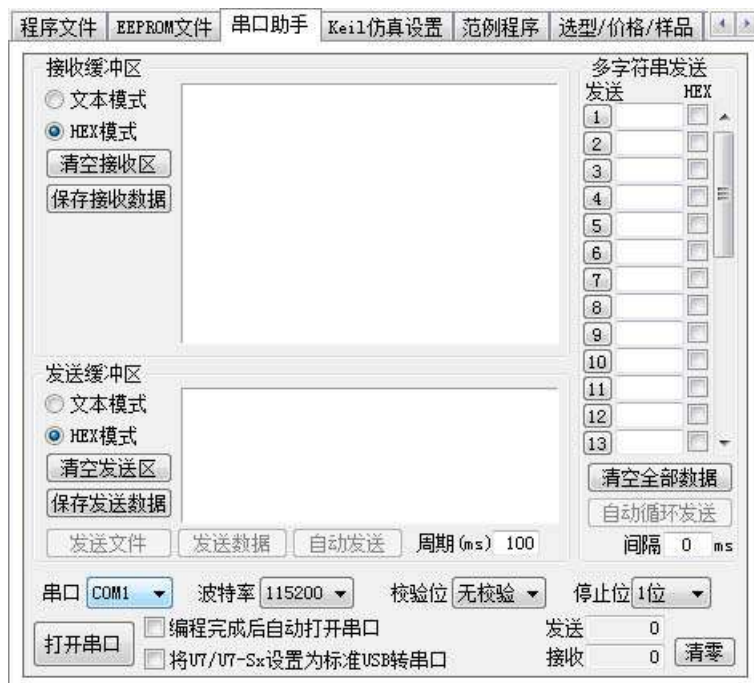 程序文件 EEPROM文件 串口助手 Keil仿真设置 范例程序 选型/价格/样品
接收缓冲区
文本模式
HEX模式
清空接收区
保存接收数据
发送缓冲区
文本模式
HEX模式
清空发送区
保存发送数据
发送文件 发送数据 自动发送 周期(ms) 100
多字符串发送
发送 HEX
1
2
3
4
5
6
7
8
9
10
11
12
13
清空全部数据
自动循环发送
间隔 0 ms
串口 COM1 波特率 115200 校验位 无校验 停止位 1位
打开串口
编程完成后自动打开串口
将U7/U7-Sx设置为标准USB转串口
发送 0
接收 0
清零